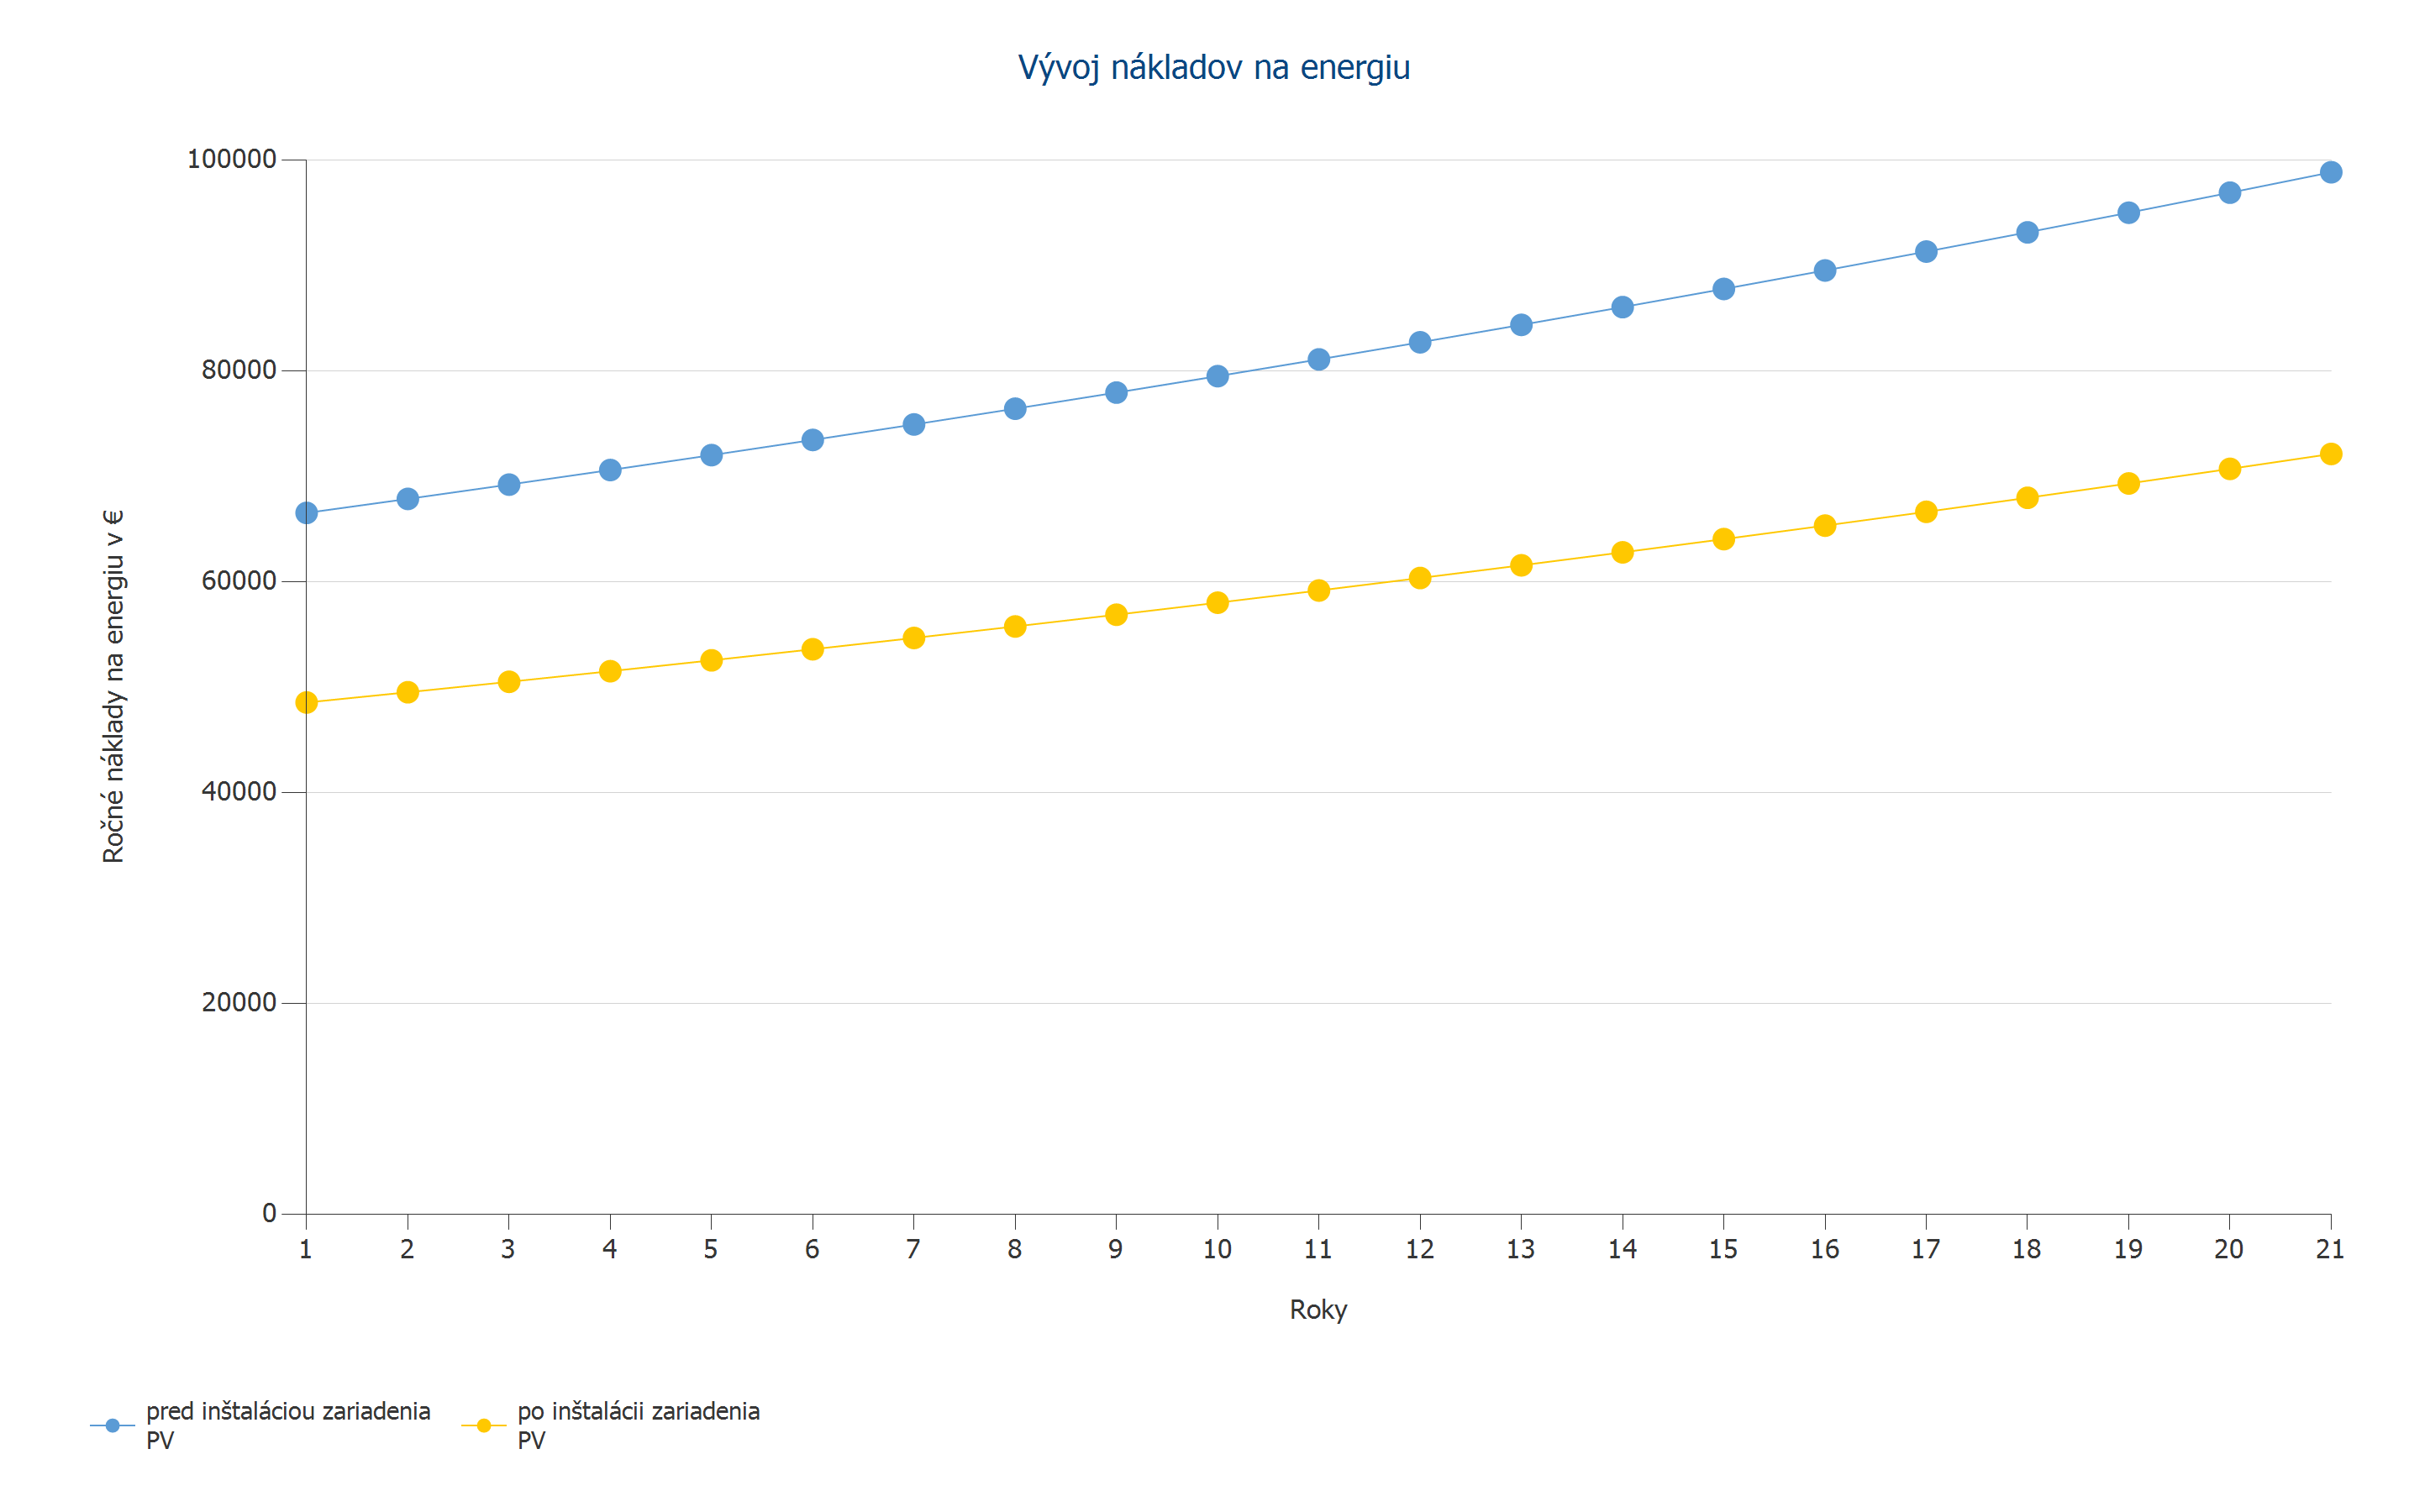 Vývoj nákladov na energiu
100000
80000
60000
40000
20000
0
Ročné náklady na energiu v €
1 2 3 4 5 6 7 8 9 10 11 12 13 14 15 16 17 18 19 20 21
Roky
pred inštaláciou zariadenia
PV
po inštalácii zariadenia
PV